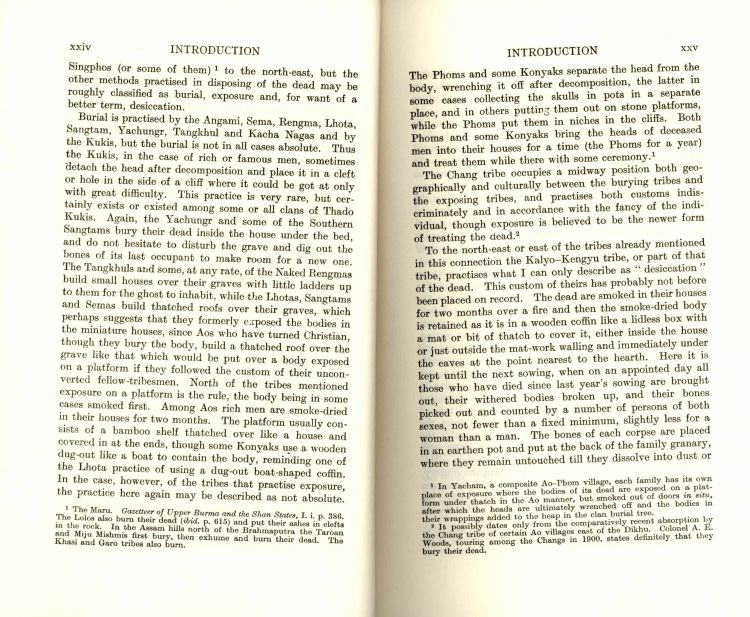 xxiv INTRODUCTION
Singphos (or some of them) ¹ to the north-east, but the
other methods practised in disposing of the dead may be
roughly classified as burial, exposure and, for want of a
better term, desiccation.
Burial is practised by the Angami, Sema, Rengma, Lhota,
Sangtam, Yachungr, Tangkhul and Kacha Nagas and by
the Kukis, but the burial is not in all cases absolute. Thus
the Kukis, in the case of rich or famous men, sometimes
detach the head after decomposition and place it in a cleft
or hole in the side of a cliff where it could be got at only
with great difficulty. This practice is very rare, but cer-
tainly exists or existed among some or all clans of Thado
Kukis. Again, the Yachungr and some of the Southern
Sangtams bury their dead inside the house under the bed,
and do not hesitate to disturb the grave and dig out the
bones of its last occupant to make room for a new one.
The Tangkhuls and some, at any rate, of the Naked Rengmas
build small houses over their graves with little ladders up
to them for the ghost to inhabit, while the Lhotas, Sangtams
and Semas build thatched roofs over their graves, which
perhaps suggests that they formerly exposed the bodies in
the miniature houses, since Aos who have turned Christian,
though they bury the body, build a thatched roof over the
grave like that which would be put over a body exposed
on a platform if they followed the custom of their uncon-
verted fellow-tribesmen. North of the tribes mentioned
exposure on a platform is the rule, the body being in some
cases smoked first. Among Aos rich men are smoke-dried
in their houses for two months. The platform usually con-
sists of a bamboo shelf thatched over like a house and
covered in at the ends, though some Konyaks use a wooden
dug-out like a boat to contain the body, reminding one of
the Lhota practice of using a dug-out boat-shaped coffin.
In the case, however, of the tribes that practise exposure,
the practice here again may be described as not absolute.
¹ The Maru. Gazetteer of Upper Burma and the Shan States, I. i. p. 386.
The Lolos also burn their dead (ibid. p. 615) and put their ashes in clefts
in the rock. In the Assam hills north of the Brahmaputra the Taroan
and Miju Mishmis first bury, then exhume and burn their dead. The
Khasi and Garo tribes also burn.
INTRODUCTION xxv
The Phoms and some Konyaks separate the head from the
body, wrenching it off after decomposition, the latter in
some cases collecting the skulls in pots in a separate
place, and in others putting them out on stone platforms,
while the Phoms put them in niches in the cliffs. Both
Phoms and some Konyaks bring the heads of deceased
men into their houses for a time (the Phoms for a year)
and treat them while there with some ceremony.¹
The Chang tribe occupies a midway position both geo-
graphically and culturally between the burying tribes and
the exposing tribes, and practises both customs indis-
criminately and in accordance with the fancy of the indi-
vidual, though exposure is believed to be the newer form
of treating the dead.²
To the north-east or east of the tribes already mentioned
in this connection the Kalyo-Kengyu tribe, or part of that
tribe, practises what I can only describe as " desiccation "
of the dead. This custom of theirs has probably not before
been placed on record. The dead are smoked in their houses
for two months over a fire and then the smoke-dried body
is retained as it is in a wooden coffin like a lidless box with
a mat or bit of thatch to cover it, either inside the house
or just outside the mat-work walling and immediately under
the eaves at the point nearest to the hearth. Here it is
kept until the next sowing, when on an appointed day all
those who have died since last year's sowing are brought
out, their withered bodies broken up, and their bones
picked out and counted by a number of persons of both
sexes, not fewer than a fixed minimum, slightly less for a
woman than a man. The bones of each corpse are placed
in an earthen pot and put at the back of the family granary,
where they remain untouched till they dissolve into dust or
¹ In Yacham, a composite Ao-Phom village, each family has its own
place of exposure where the bodies of its dead are exposed on a plat-
form under thatch in the Ao manner, but smoked out of doors in situ,
after which the heads are ultimately wrenched off and the bodies in
their wrappings added to the heap in the clan burial tree.
² It possibly dates only from the comparatively recent absorption by
the Chang tribe of certain Ao villages east of the Dikhu. Colonel A. E.
Woods, touring among the Changs in 1900, states definitely that they
bury their dead.